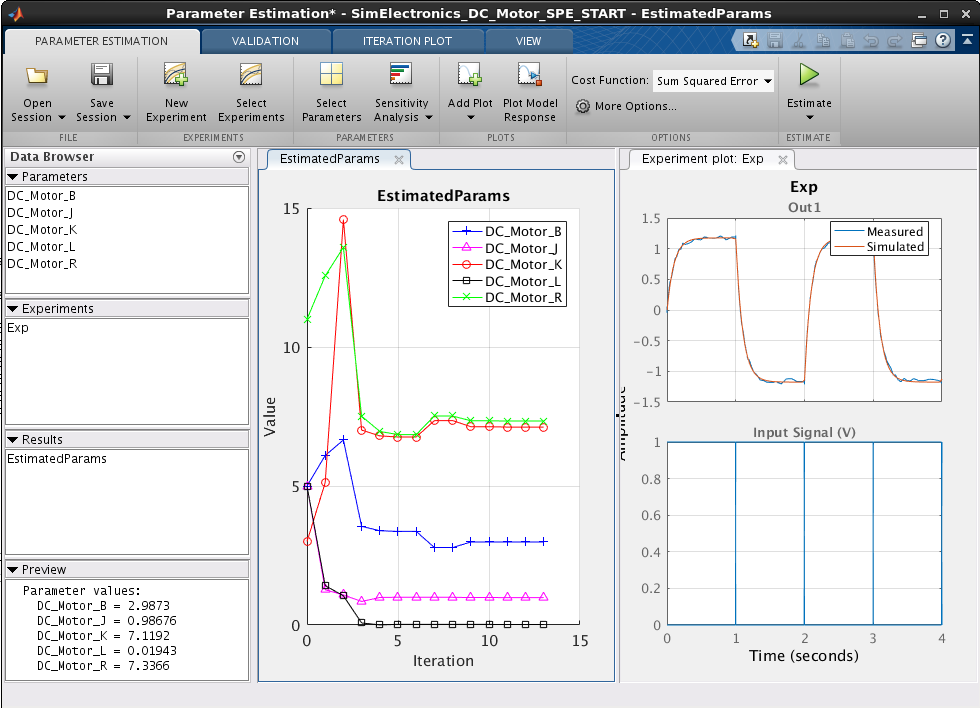 Parameter Estimation* - SimElectronics_DC_Motor_SPE_START - EstimatedParams
PARAMETER ESTIMATION
VALIDATION
ITERATION PLOT
VIEW
Open
Session
Save
Session
New
Experiment
Select
Experiments
Select
Parameters
Sensitivity
Analysis
Add Plot
Plot Model
Response
Cost Function:
Sum Squared Error
More Options...
Estimate
FILE
EXPERIMENTS
PARAMETERS
PLOTS
OPTIONS
ESTIMATE
Data Browser
Parameters
DC_Motor_B
DC_Motor_J
DC_Motor_K
DC_Motor_L
DC_Motor_R
Experiments
Exp
Results
EstimatedParams
Preview
Parameter values:
DC_Motor_B = 2.9873
DC_Motor_J = 0.98676
DC_Motor_K = 7.1192
DC_Motor_L = 0.01943
DC_Motor_R = 7.3366
EstimatedParams
EstimatedParams
15
10
5
0
Value
DC_Motor_B
DC_Motor_J
DC_Motor_K
DC_Motor_L
DC_Motor_R
0
5
10
15
Iteration
Experiment plot: Exp
Exp
Out1
1.5
1
0.5
0
-0.5
-1
-1.5
Measured
Simulated
Amplitude
Input Signal (V)
1
0.8
0.6
0.4
0.2
0
0
1
2
3
4
Time (seconds)